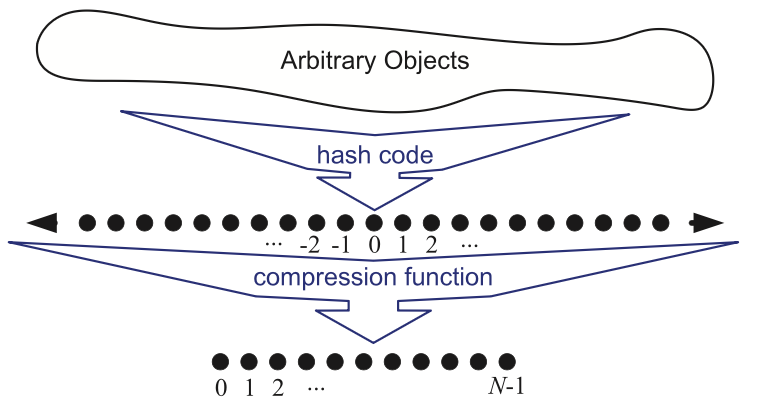 Arbitrary Objects
hash code
... -2 -1 0 1 2 ...
compression function
0 1 2 ... N-1